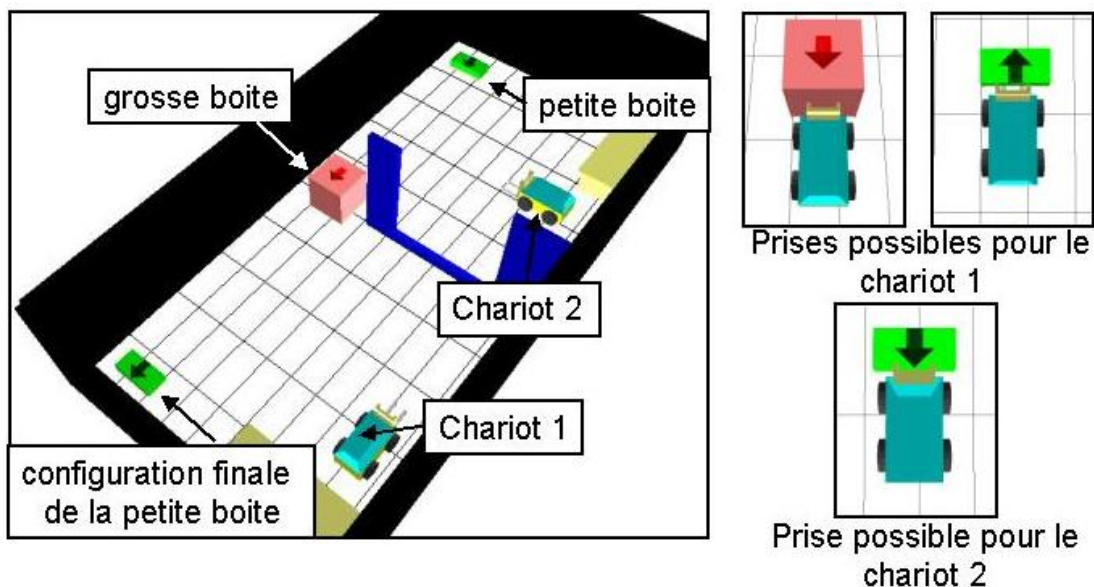 grosse boite
petite boite
Chariot 2
Chariot 1
configuration finale
de la petite boite
Prises possibles pour le
chariot 1
Prise possible pour le
chariot 2